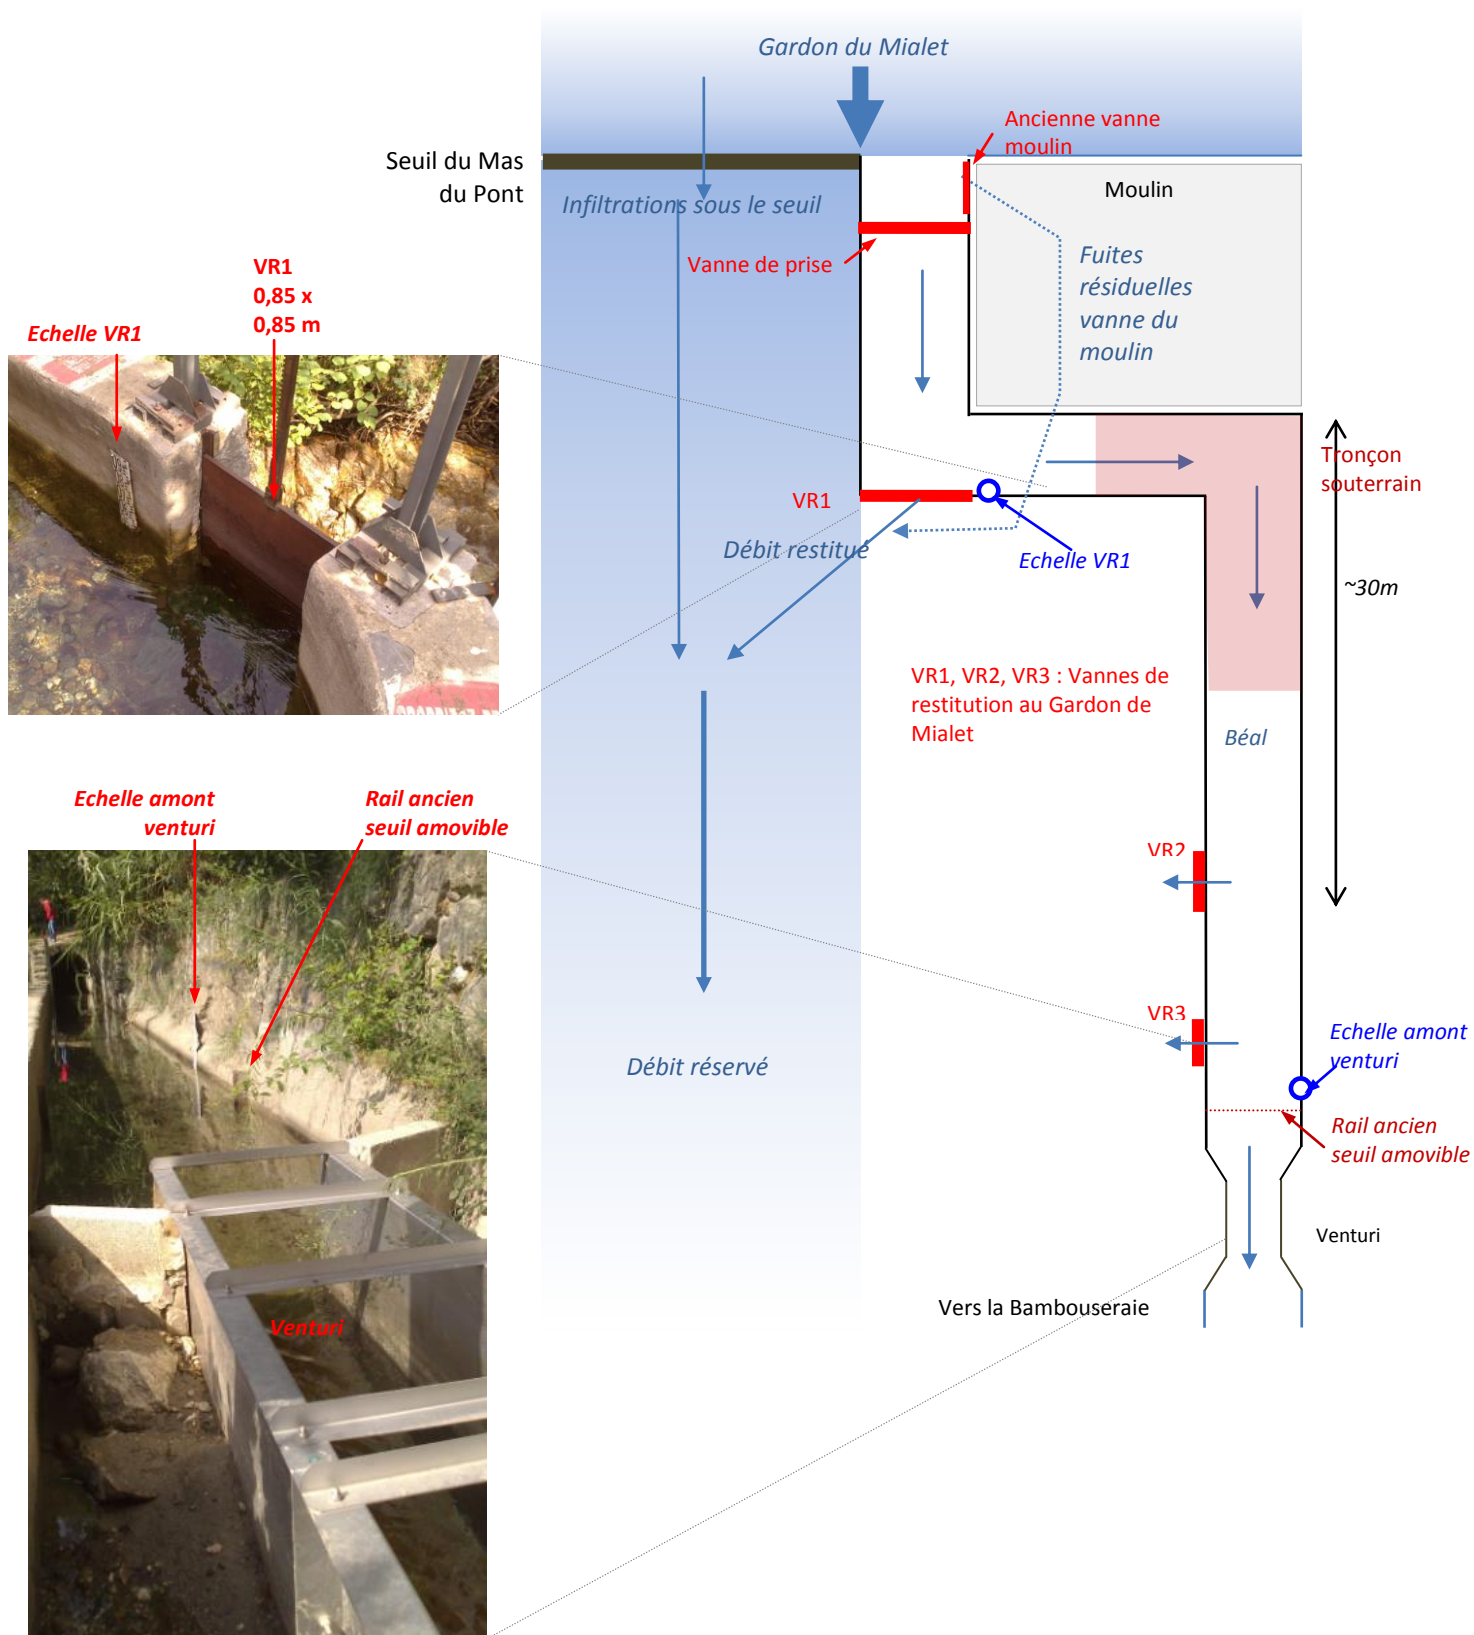 Gardon du Mialet
Ancienne vanne
moulin
Seuil du Mas
du Pont
Moulin
Infiltrations sous le seuil
Vanne de prise
Fuites
résiduelles
vanne du
moulin
VR1
0,85 x
0,85 m
Echelle VR1
Tronçon
souterrain
VR1
Débit restitué
Echelle VR1
~30m
VR1, VR2, VR3 : Vannes de
restitution au Gardon de
Mialet
Béal
Echelle amont
venturi
Rail ancien
seuil amovible
VR2
VR3
Echelle amont
venturi
Débit réservé
Rail ancien
seuil amovible
Venturi
Vers la Bambouseraie
Venturi